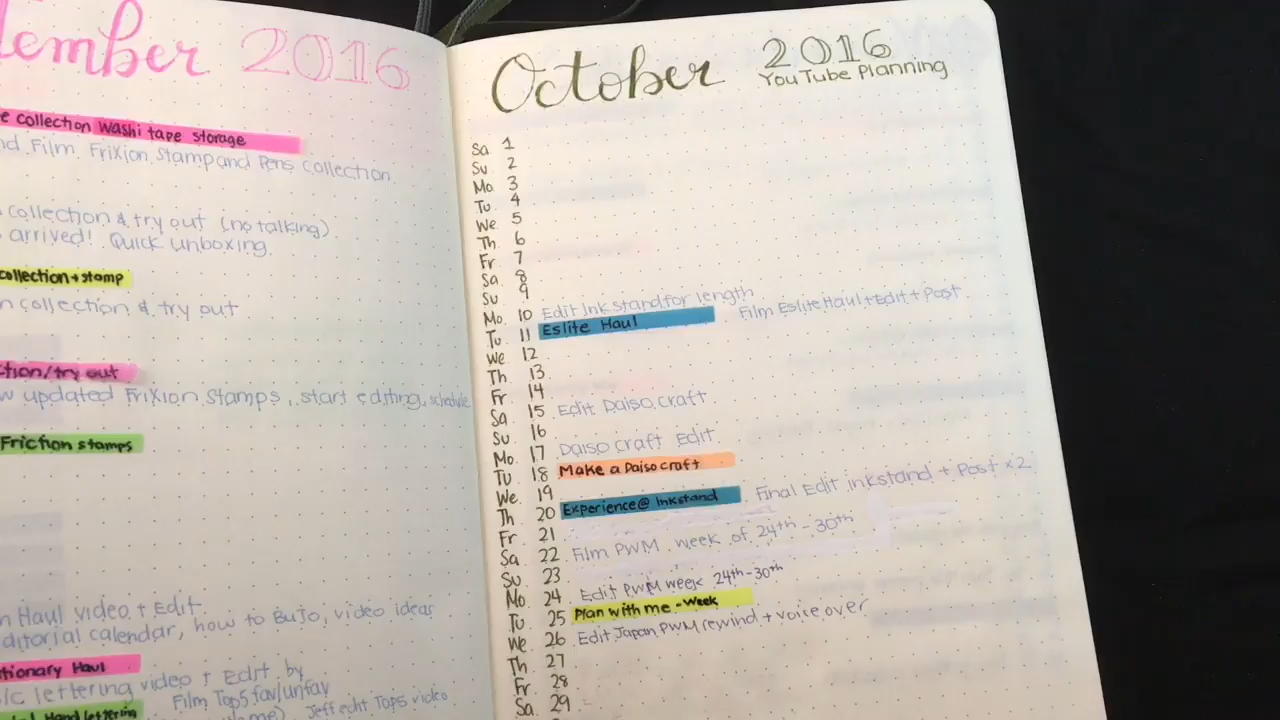 tember 2016
e collection Washi tape storage
nd Film FriXion Stamp and Pens collection
collection & try out (no talking)
arrived! Quick unboxing.
collection + stamp
n collection & try out
ction/try out
w updated FriXion Stamps, start editing, schedule
Friction stamps
n Haul video + Edit
ditorial calendar, how to BuJo, video ideas
tionary Haul
c lettering video + Edit by
Film Top5 fav/unfav
Hand lettering
me) Jeff echt Top5 video
October 2016
YouTube Planning
Sa 1
Su 2
Mo 3
Tu 4
We 5
Th 6
Fr 7
Sa 8
Su 9
Mo. 10 Edit Inkstand for length
Tu. 11 Eslite Haul Film Eslite Haul + Edit + Post
We 12
Th 13
Fr. 14
Sa. 15 Edit Daiso craft
Su. 16
Mo. 17 Daiso craft Edit.
Tu 18 Make a Daiso craft
We. 19
Th 20 Experience @ Inkstand Final Edit inkstand + Post x2
Fr. 21
Sa 22 Film PWM week of 24th - 30th
Su 23
Mo. 24 Edit PWM week 24th-30th
Tu. 25 Plan with me - Week
We 26 Edit Japan PWM rewind + voice over
Th 27
Fr 28
Sa. 29